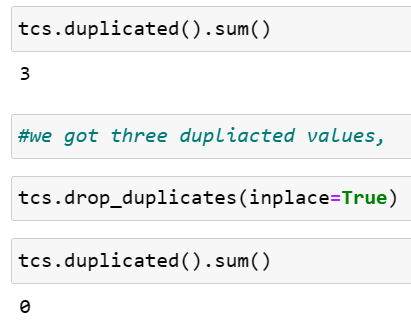 tcs.duplicated().sum()
3
#we got three dupliacted values,
tcs.drop_duplicates(inplace=True)
tcs.duplicated().sum()
0